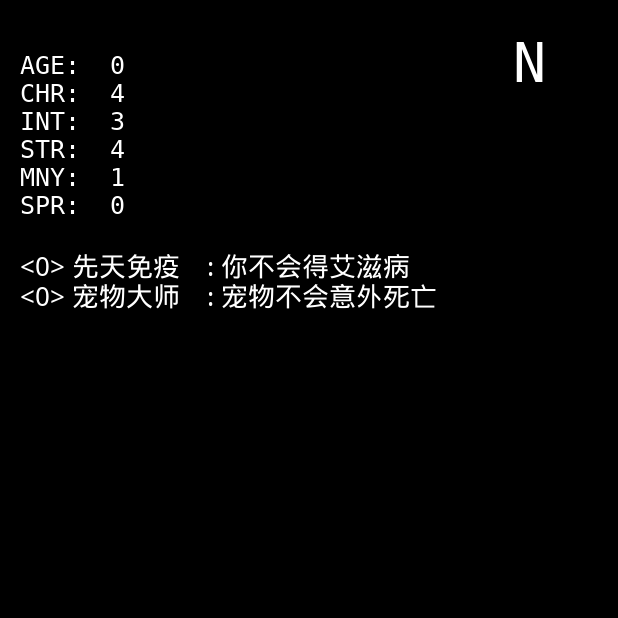 N
AGE: 0
CHR: 4
INT: 3
STR: 4
MNY: 1
SPR: 0
<O> 先天免疫 :你不会得艾滋病
<O> 宠物大师 :宠物不会意外死亡